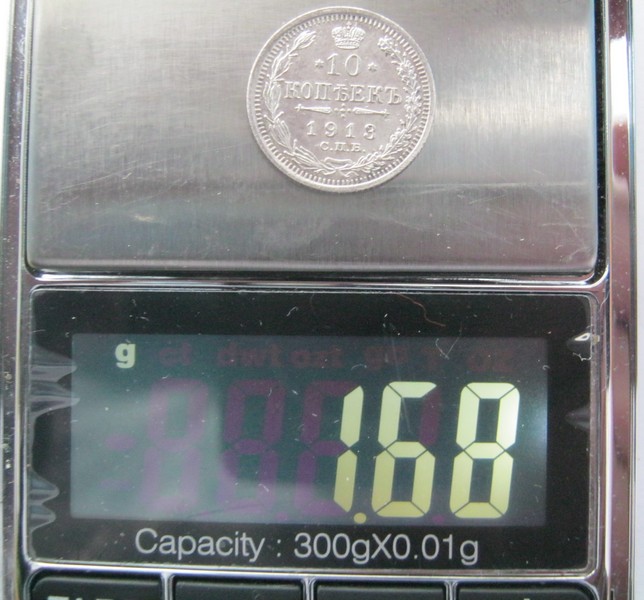 *10*
КОПѢЕКЪ
1913
С.П.Б.
g
1.68
Capacity : 300gX0.01g